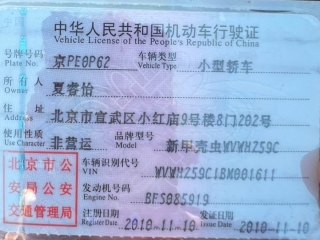 中华人民共和国机动车行驶证
Vehicle License of the People's Republic of China
号牌号码 京PE0P62 车辆类型 小型轿车
Plate No. Vehicle Type
所有人 夏睿怡
Owner
住址 北京市宣武区小红庙9号楼8门202号
Address
使用性质 非营运 品牌型号 新甲壳虫WVWHZ59C
Use Character Model
北京市公安局公安交通管理局
车辆识别代号 WVWHZ59C1BM001611
VIN
发动机号码 BFS085919
Engine No.
注册日期 2010-11-10 发证日期 2010-11-10
Register Date Issue Date